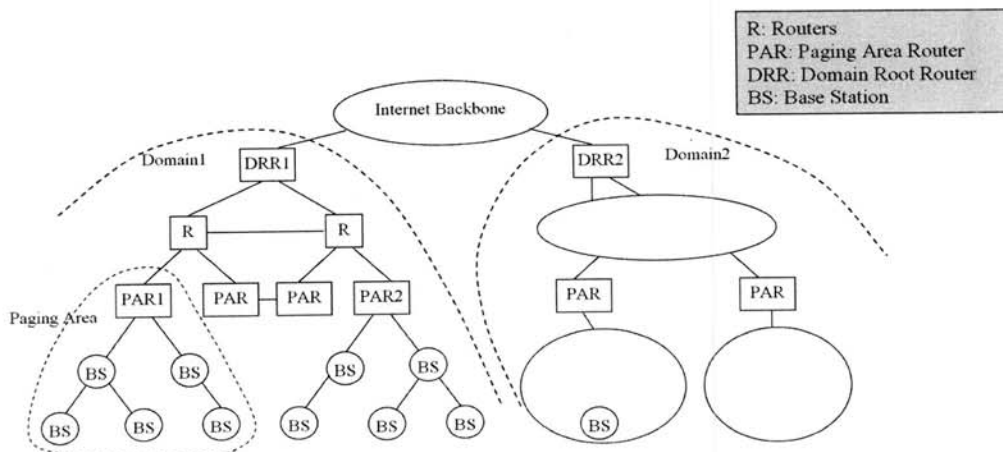 R: Routers
PAR: Paging Area Router
DRR: Domain Root Router
BS: Base Station
Internet Backbone
Domain1
DRR1
DRR2
Domain2
R
R
PAR1
PAR
PAR
PAR2
PAR
PAR
Paging Area
BS
BS
BS
BS
BS
BS
BS
BS
BS
BS
BS